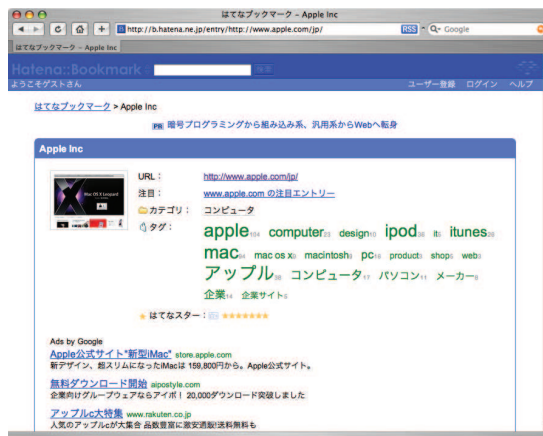 はてなブックマーク – Apple Inc
http://b.hatena.ne.jp/entry/http://www.apple.com/jp/
RSS
Google
はてなブックマーク – Apple Inc
Hatena::Bookmark
ようこそゲストさん
ユーザー登録 ログイン ヘルプ
はてなブックマーク > Apple Inc
PR 暗号プログラミングから組み込み系、汎用系からWebへ転身
Apple Inc
URL： http://www.apple.com/jp/
注目： www.apple.com の注目エントリー
カテゴリ： コンピュータ
タグ： apple computer design ipod its itunes
mac mac os x macintosh pc product shop web
アップル コンピュータ パソコン メーカー
企業 企業サイト
はてなスター：
Mac OS X Leopard
Ads by Google
Apple公式サイト"新型iMac" store.apple.com
新デザイン、超スリムになったiMacは 159,800円から。Apple公式サイト。
無料ダウンロード開始 aipostyle.com
企業向けグループウェアならアイポ！ 20,000ダウンロード突破しました
アップルc大特集 www.rakuten.co.jp
人気のアップルcが大集合 品数豊富に激安通販!送料無料も